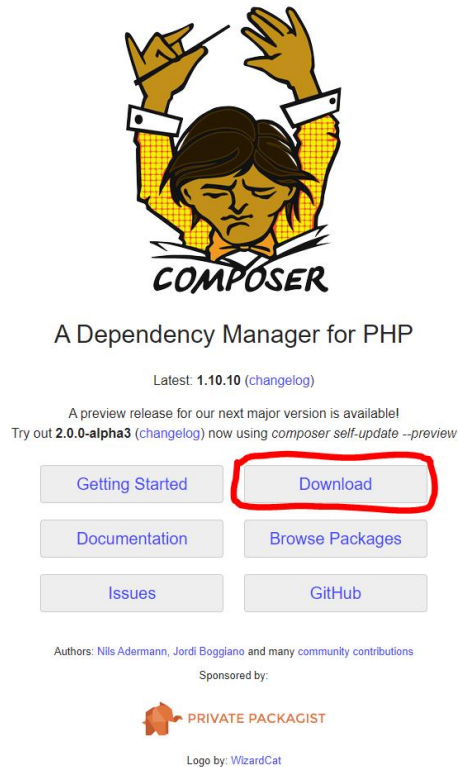 COMPOSER
A Dependency Manager for PHP
Latest: 1.10.10 (changelog)
A preview release for our next major version is available!
Try out 2.0.0-alpha3 (changelog) now using composer self-update --preview
Getting Started
Download
Documentation
Browse Packages
Issues
GitHub
Authors: Nils Adermann, Jordi Boggiano and many community contributions
Sponsored by:
PRIVATE PACKAGIST
Logo by: WizardCat